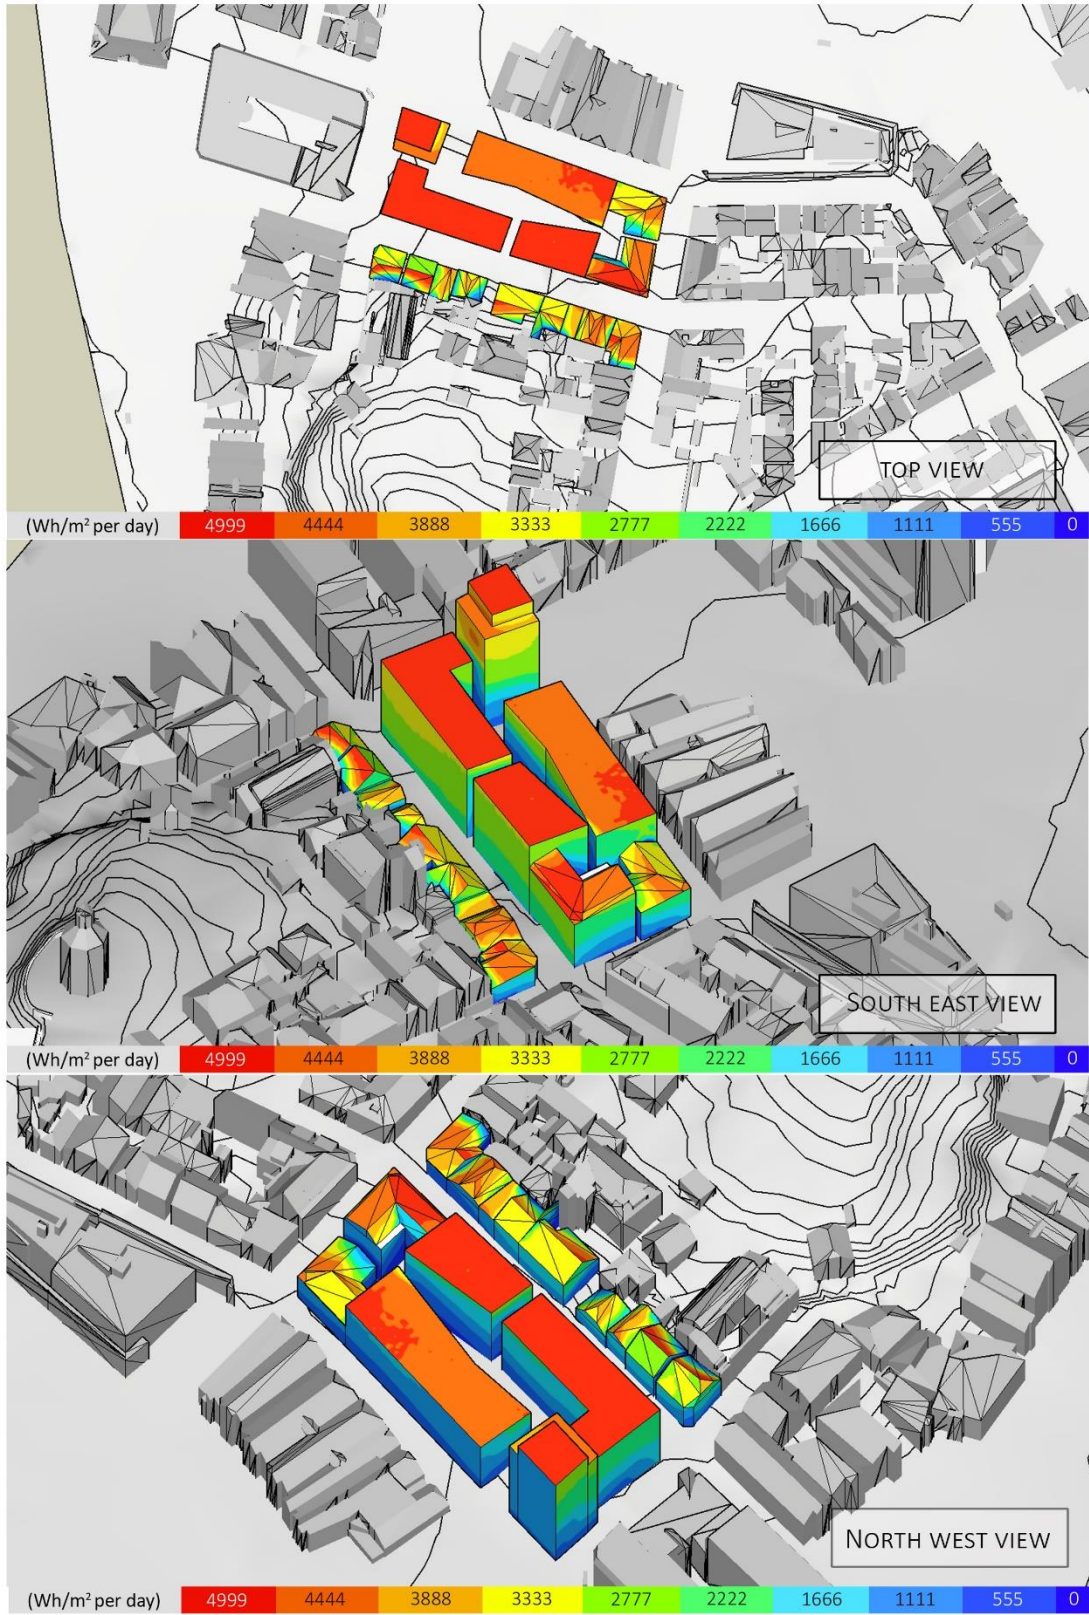 TOP VIEW
(Wh/m² per day) 4999 4444 3888 3333 2777 2222 1666 1111 555 0
SOUTH EAST VIEW
(Wh/m² per day) 4999 4444 3888 3333 2777 2222 1666 1111 555 0
NORTH WEST VIEW
(Wh/m² per day) 4999 4444 3888 3333 2777 2222 1666 1111 555 0